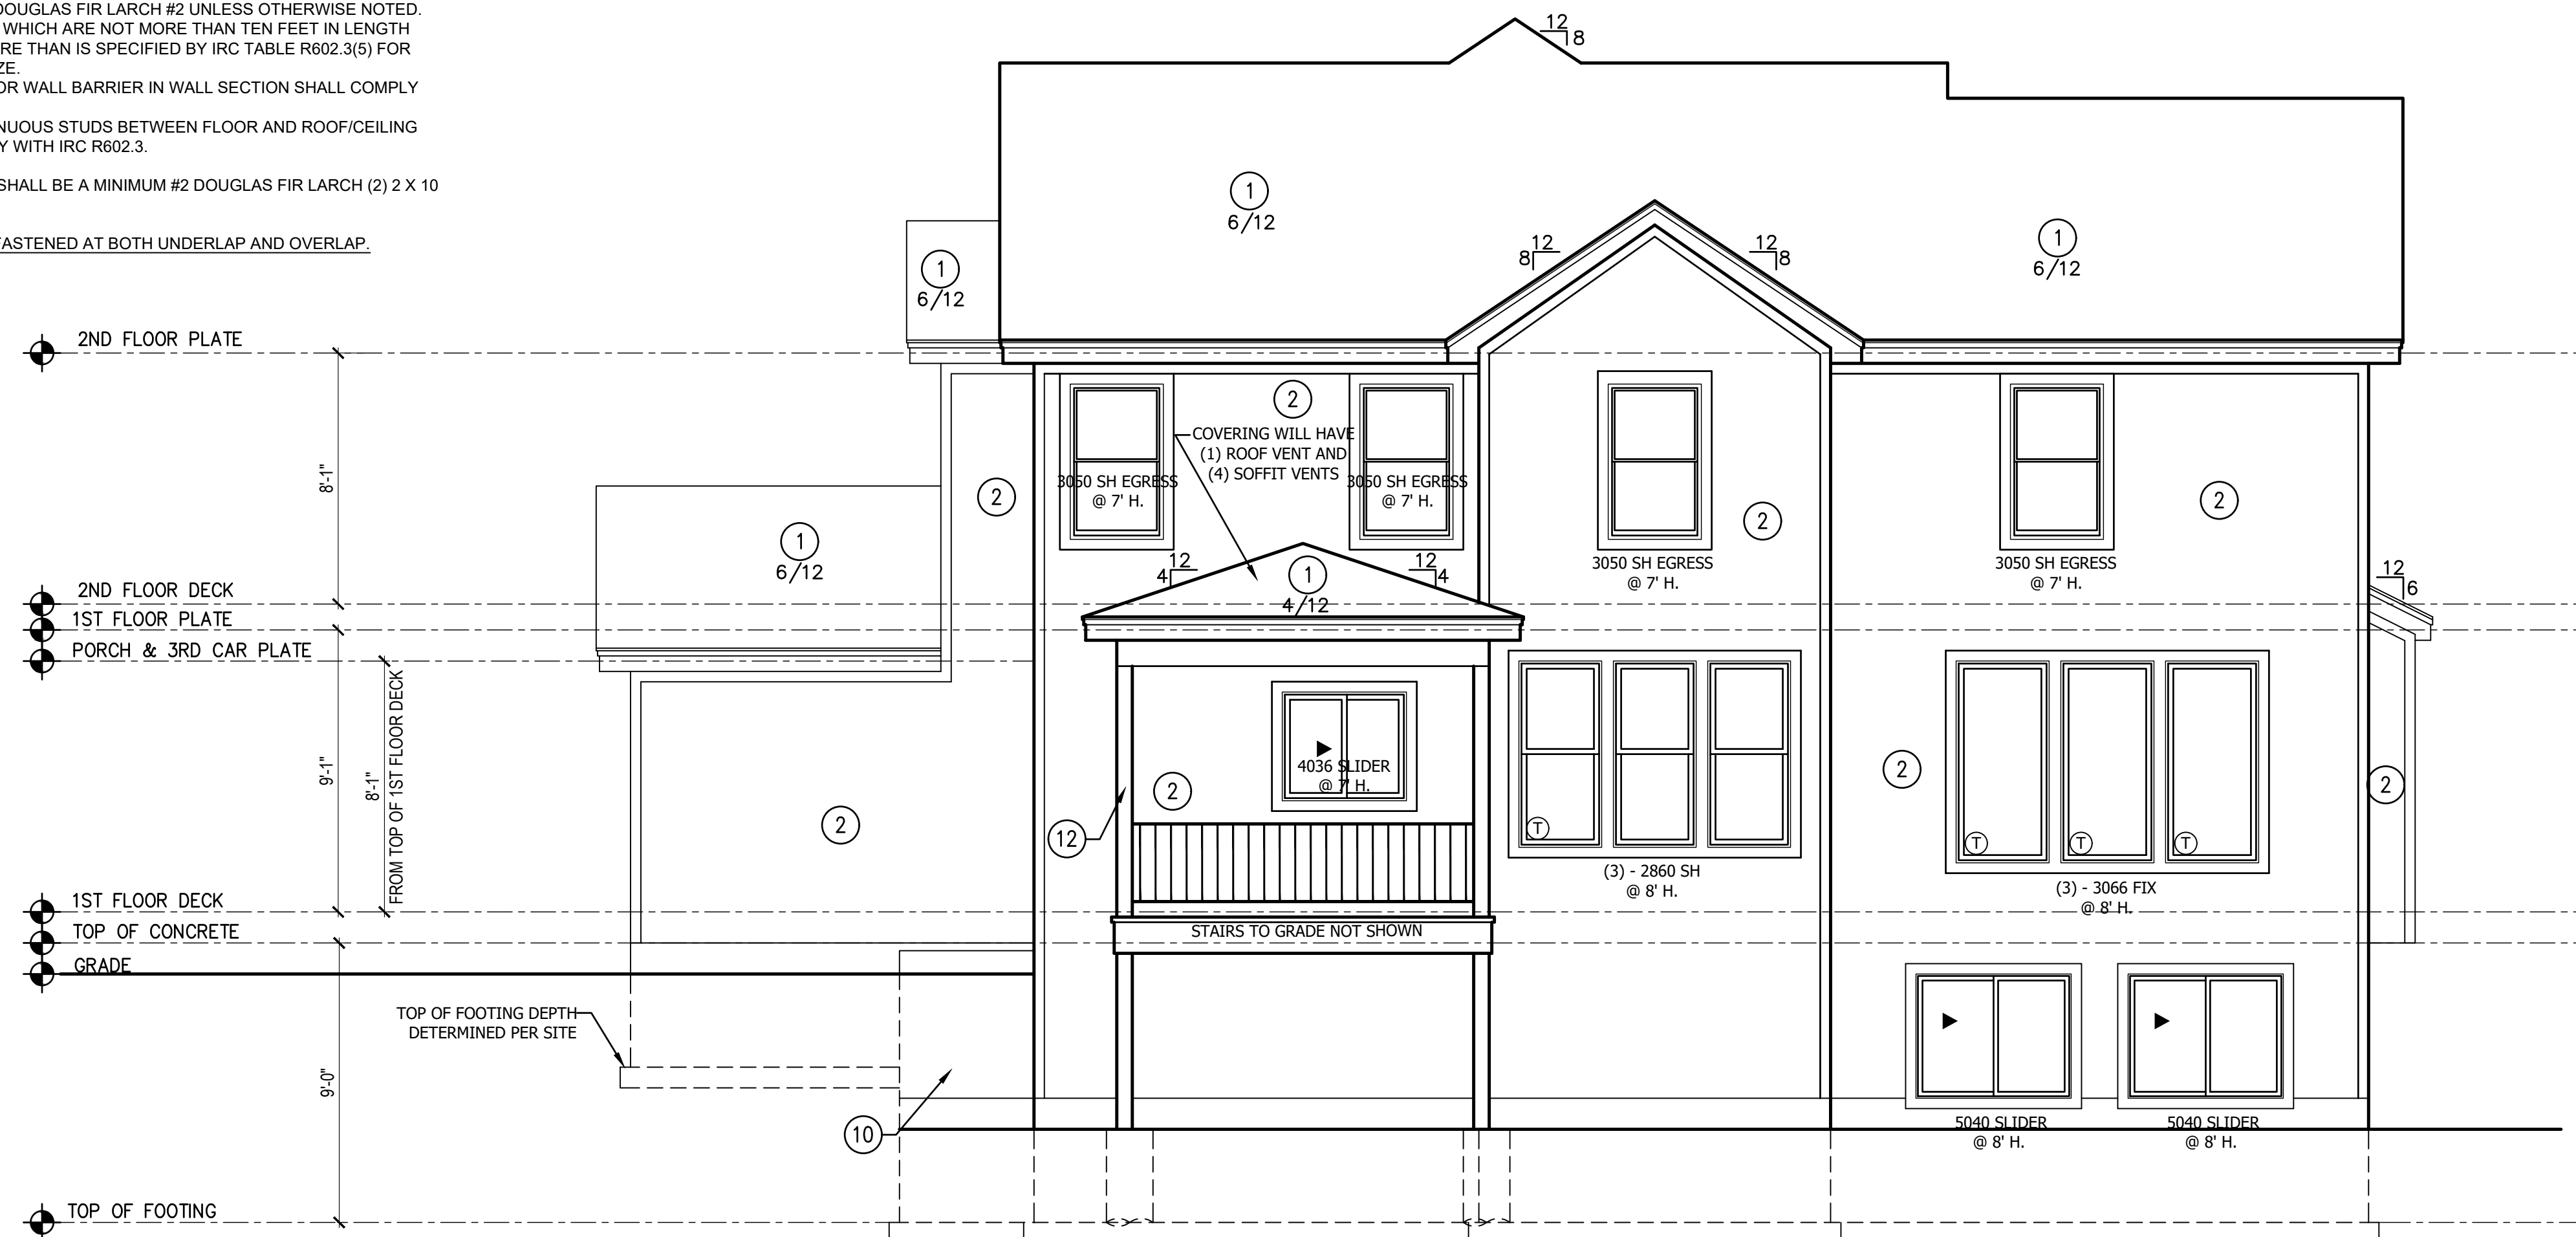 DOUGLAS FIR LARCH #2 UNLESS OTHERWISE NOTED.
WHICH ARE NOT MORE THAN TEN FEET IN LENGTH
RE THAN IS SPECIFIED BY IRC TABLE R602.3(5) FOR
ZE.
OR WALL BARRIER IN WALL SECTION SHALL COMPLY
NUOUS STUDS BETWEEN FLOOR AND ROOF/CEILING
Y WITH IRC R602.3.
SHALL BE A MINIMUM #2 DOUGLAS FIR LARCH (2) 2 X 10
FASTENED AT BOTH UNDERLAP AND OVERLAP.
12
8
1
6/12
1
6/12
1
6/12
12
8
12
8
2ND FLOOR PLATE
8'-1"
2
COVERING WILL HAVE
(1) ROOF VENT AND
(4) SOFFIT VENTS
3050 SH EGRESS
@ 7' H.
3050 SH EGRESS
@ 7' H.
2
2
2
1
6/12
3050 SH EGRESS
@ 7' H.
3050 SH EGRESS
@ 7' H.
12
4
12
4
1
4/12
12
6
2ND FLOOR DECK
1ST FLOOR PLATE
PORCH & 3RD CAR PLATE
9'-1"
8'-1"
FROM TOP OF 1ST FLOOR DECK
4036 SLIDER
@ 7' H.
2
2
2
2
12
T
T
T
T
(3) - 2860 SH
@ 8' H.
(3) - 3066 FIX
@ 8' H.
1ST FLOOR DECK
TOP OF CONCRETE
STAIRS TO GRADE NOT SHOWN
GRADE
TOP OF FOOTING DEPTH
DETERMINED PER SITE
9'-0"
10
5040 SLIDER
@ 8' H.
5040 SLIDER
@ 8' H.
TOP OF FOOTING